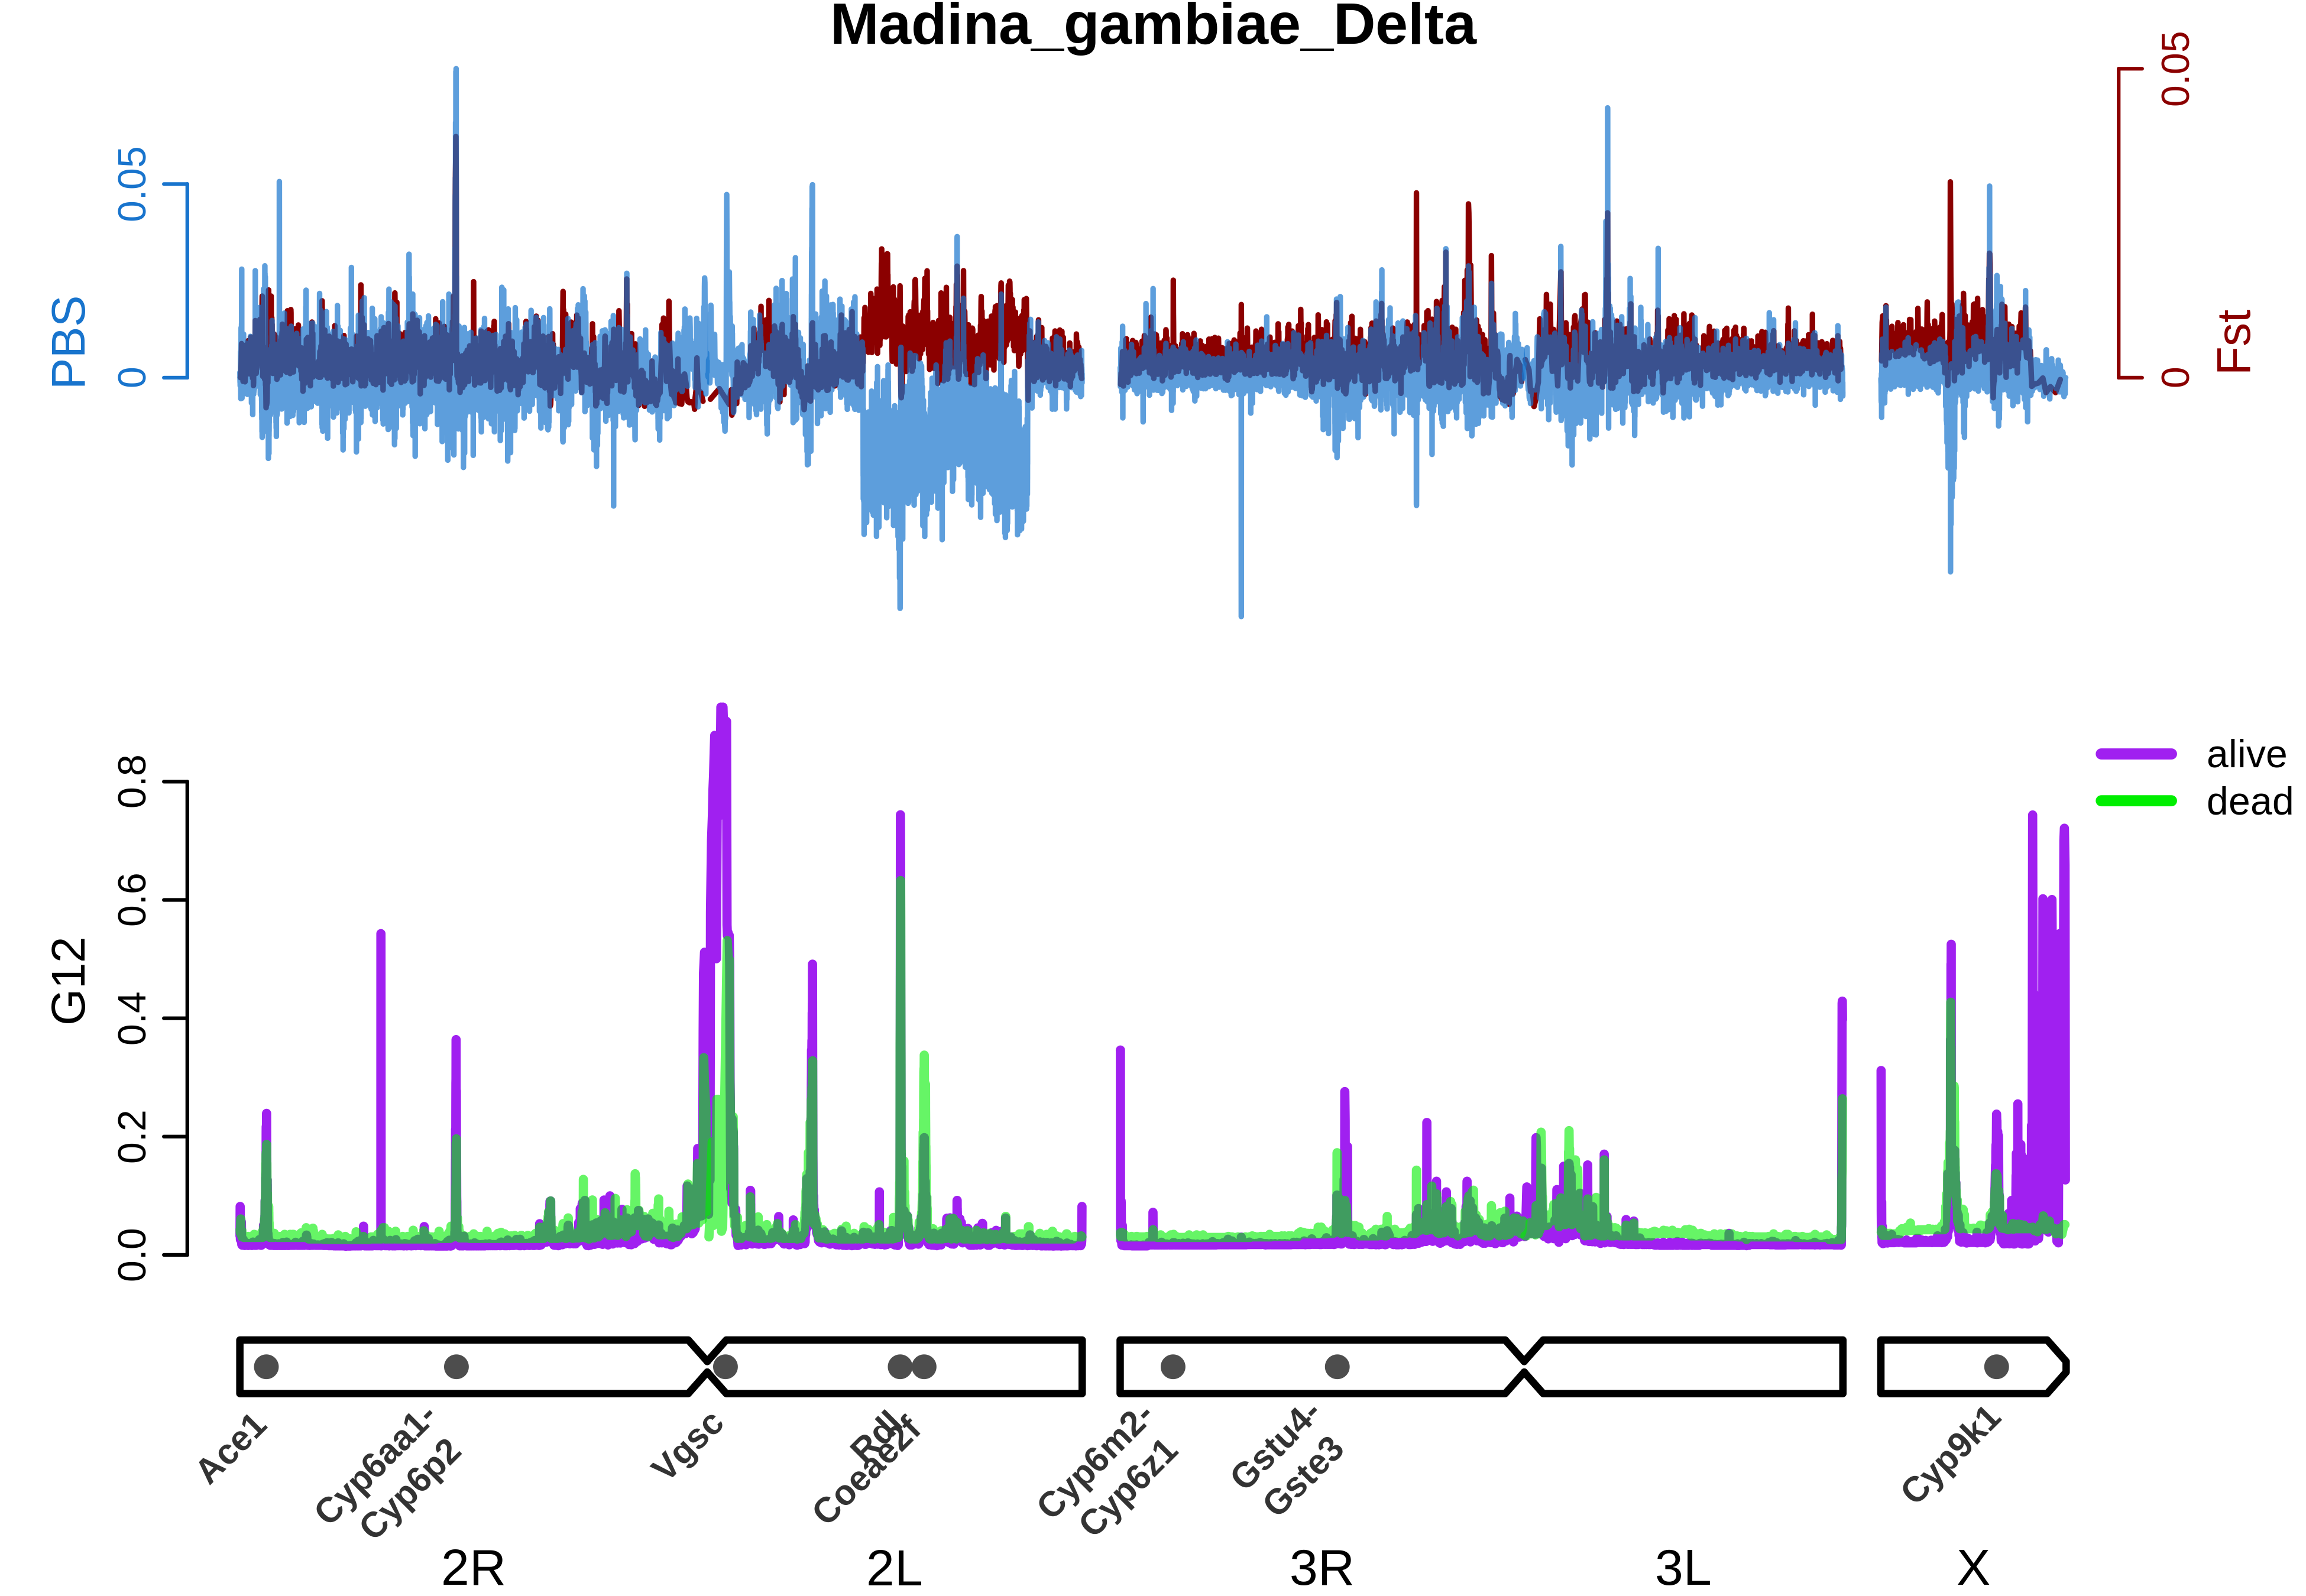 Madina_gambiae_Delta
PBS
0.05
0
Fst
0.05
0
G12
0.8
0.6
0.4
0.2
0.0
alive
dead
Ace1
Cyp6aa1-
Cyp6p2
Vgsc
Rdl
Coeae2f
Cyp6m2-
Cyp6z1
Gstu4-
Gste3
Cyp9k1
2R
2L
3R
3L
X